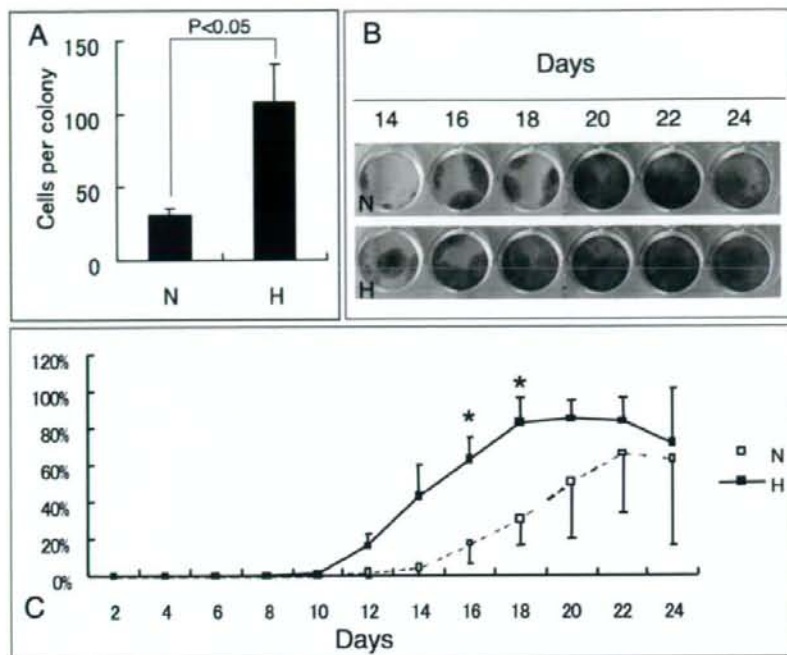 A
P<0.05
150
100
50
0
Cells per colony
N H
B
Days
14 16 18 20 22 24
N
H
120%
100%
80%
60%
40%
20%
0%
* *
N
H
2 4 6 8 10 12 14 16 18 20 22 24
C
Days